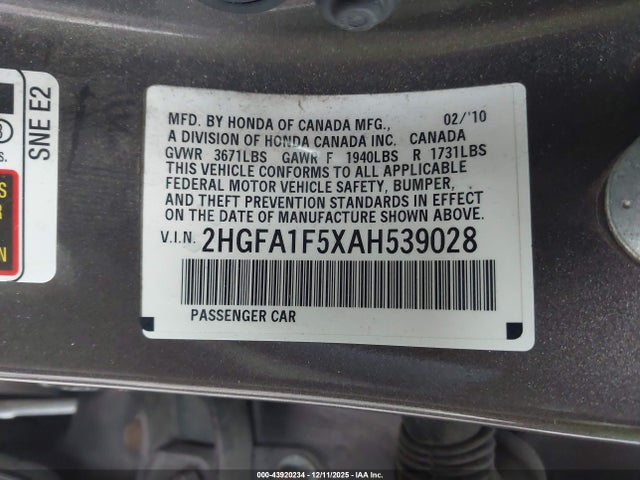 MFD. BY HONDA OF CANADA MFG., 02/'10
A DIVISION OF HONDA CANADA INC. CANADA
GVWR 3671LBS GAWR F 1940LBS R 1731LBS
THIS VEHICLE CONFORMS TO ALL APPLICABLE
FEDERAL MOTOR VEHICLE SAFETY, BUMPER,
AND THEFT PREVENTION STANDARDS IN EFFECT
ON THE DATE OF MANUFACTURE SHOWN ABOVE.
V.I.N. 2HGFA1F5XAH539028
PASSENGER CAR
SNE E2
000-43920234 - 12/11/2025 - IAA Inc.